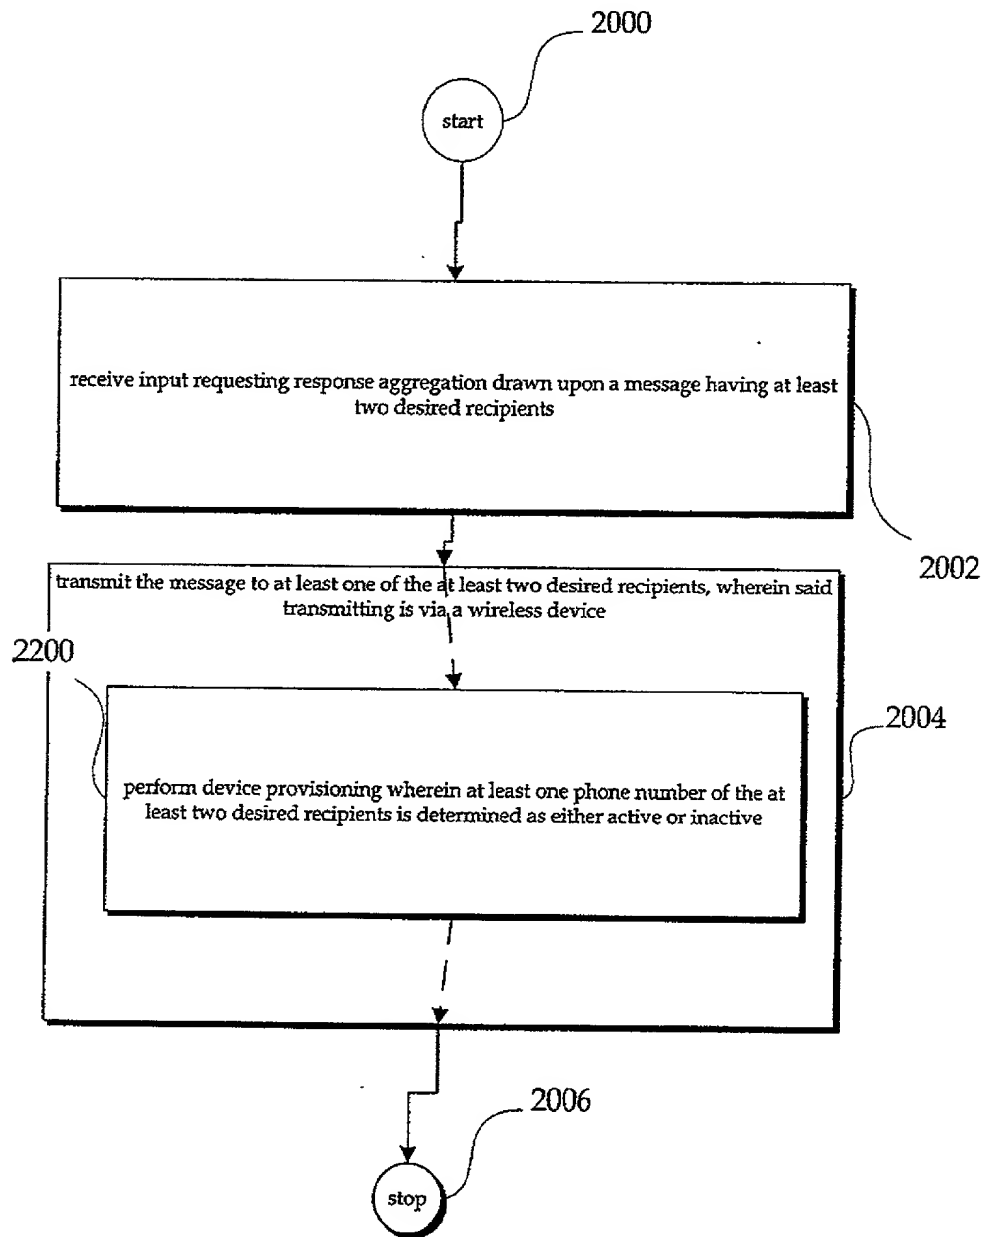 2000
start
receive input requesting response aggregation drawn upon a message having at least
two desired recipients
2002
transmit the message to at least one of the at least two desired recipients, wherein said
transmitting is via a wireless device
2200
2004
perform device provisioning wherein at least one phone number of the at
least two desired recipients is determined as either active or inactive
2006
stop